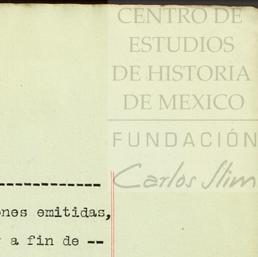 CENTRO DE
ESTUDIOS
DE HISTORIA
DE MEXICO
FUNDACIÓN
Carlos Slim
--------------
ones emitidas,
y a fin de --